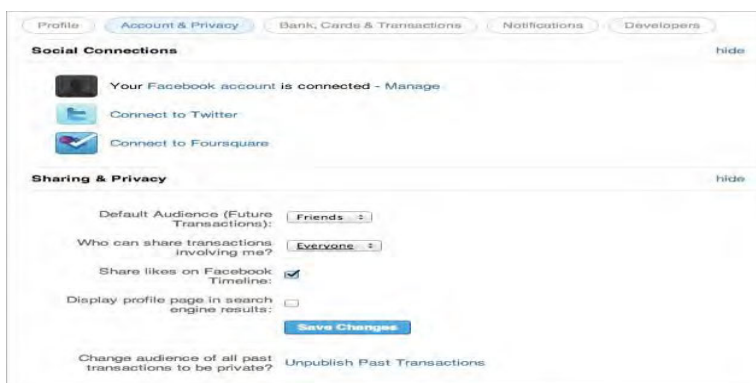 Profile Account & Privacy Bank, Cards & Transactions Notifications Developers
Social Connections hide
Your Facebook account is connected - Manage
Connect to Twitter
Connect to Foursquare
Sharing & Privacy hide
Default Audience (Future
Transactions): Friends
Who can share transactions
involving me? Everyone
Share likes on Facebook
Timeline:
Display profile page in search
engine results:
Save Changes
Change audience of all past
transactions to be private? Unpublish Past Transactions